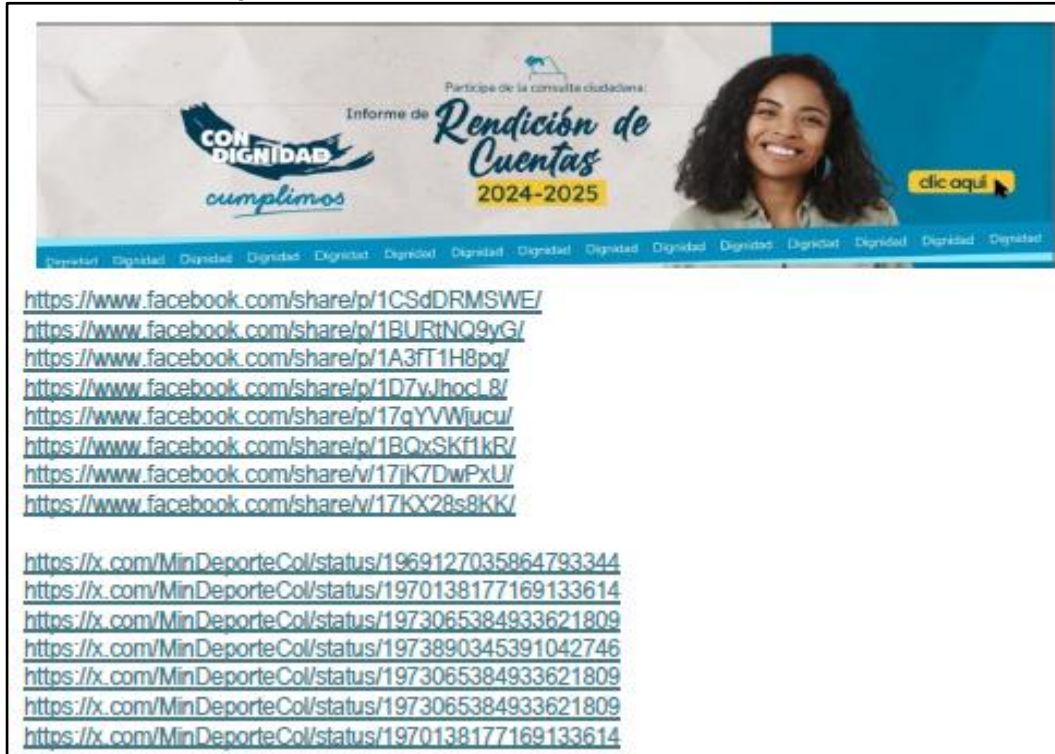 Participa de la consulta ciudadana:
Informe de Rendición de
Cuentas
2024-2025
CON
DIGNIDAD
cumplimos
clic aquí
Dignidad Dignidad Dignidad Dignidad Dignidad Dignidad Dignidad Dignidad Dignidad Dignidad Dignidad Dignidad Dignidad Dignidad Dignidad
https://www.facebook.com/share/p/1CSdDRMSWE/
https://www.facebook.com/share/p/1BURtNQ9yG/
https://www.facebook.com/share/p/1A3fT1H8pq/
https://www.facebook.com/share/p/1D7vJhocL8/
https://www.facebook.com/share/p/17qYVWjucu/
https://www.facebook.com/share/p/1BQxSKf1kR/
https://www.facebook.com/share/v/17jK7DwPxU/
https://www.facebook.com/share/v/17KX28s8KK/
https://x.com/MinDeporteCol/status/1969127035864793344
https://x.com/MinDeporteCol/status/1970138177169133614
https://x.com/MinDeporteCol/status/1973065384933621809
https://x.com/MinDeporteCol/status/1973890345391042746
https://x.com/MinDeporteCol/status/1973065384933621809
https://x.com/MinDeporteCol/status/1973065384933621809
https://x.com/MinDeporteCol/status/1970138177169133614